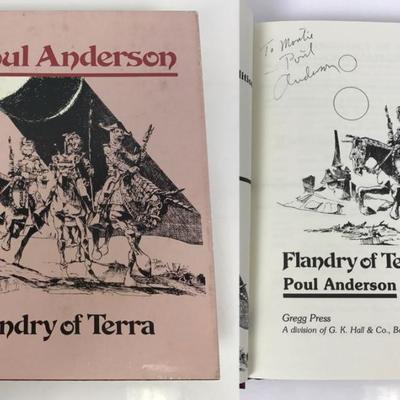 oul Anderson
ndry of Terra
To Montie
– Poul
Anderson
Flandry of Te
Poul Anderson
Gregg Press
A division of G. K. Hall & Co., Bo